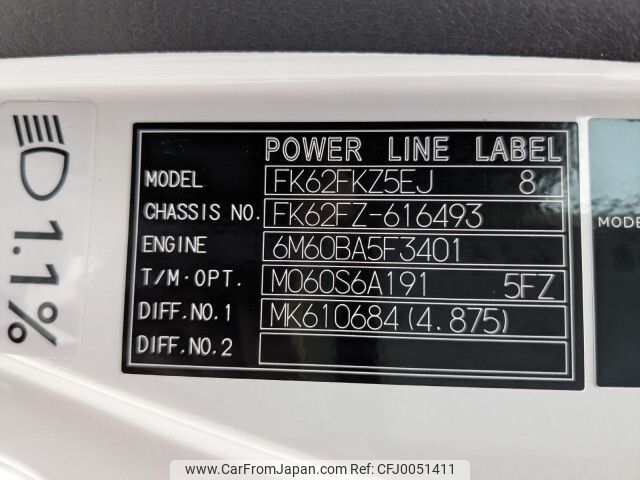 POWER LINE LABEL
MODEL FK62FKZ5EJ 8
CHASSIS NO. FK62FZ-616493
ENGINE 6M60BA5F3401
T/M·OPT. M060S6A191 5FZ
DIFF.NO.1 MK610684(4.875)
DIFF.NO.2
1.1%
MODE
www.CarFromJapan.com - Ref No CFJ0051411